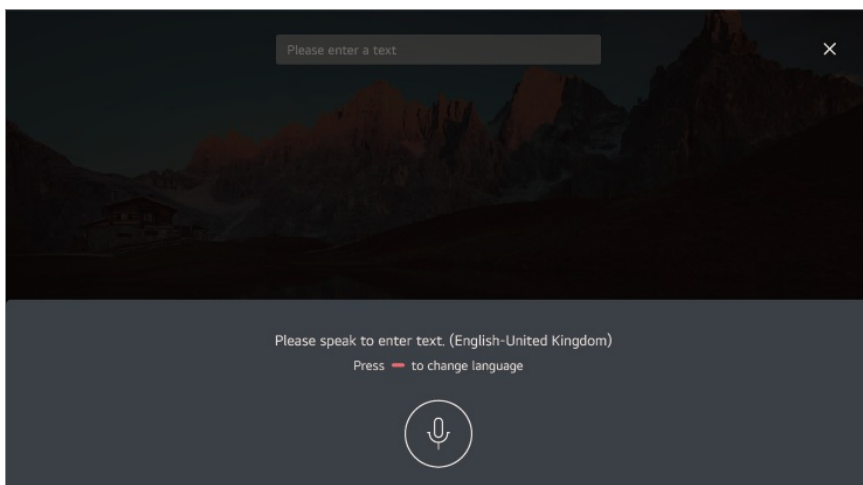 Please enter a text
Please speak to enter text. (English-United Kingdom)
Press to change language